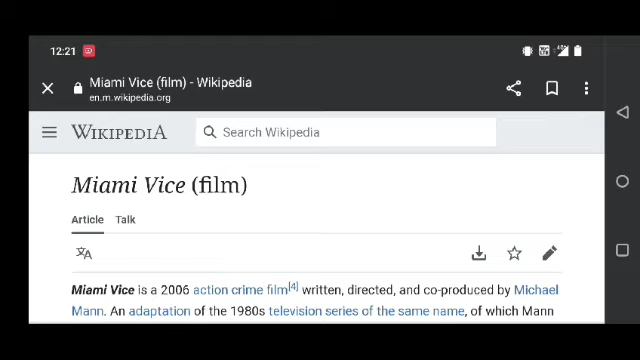 12:21
Miami Vice (film) - Wikipedia
en.m.wikipedia.org
WIKIPEDIA
Search Wikipedia
Miami Vice (film)
Article Talk
Miami Vice is a 2006 action crime film[4] written, directed, and co-produced by Michael
Mann. An adaptation of the 1980s television series of the same name, of which Mann